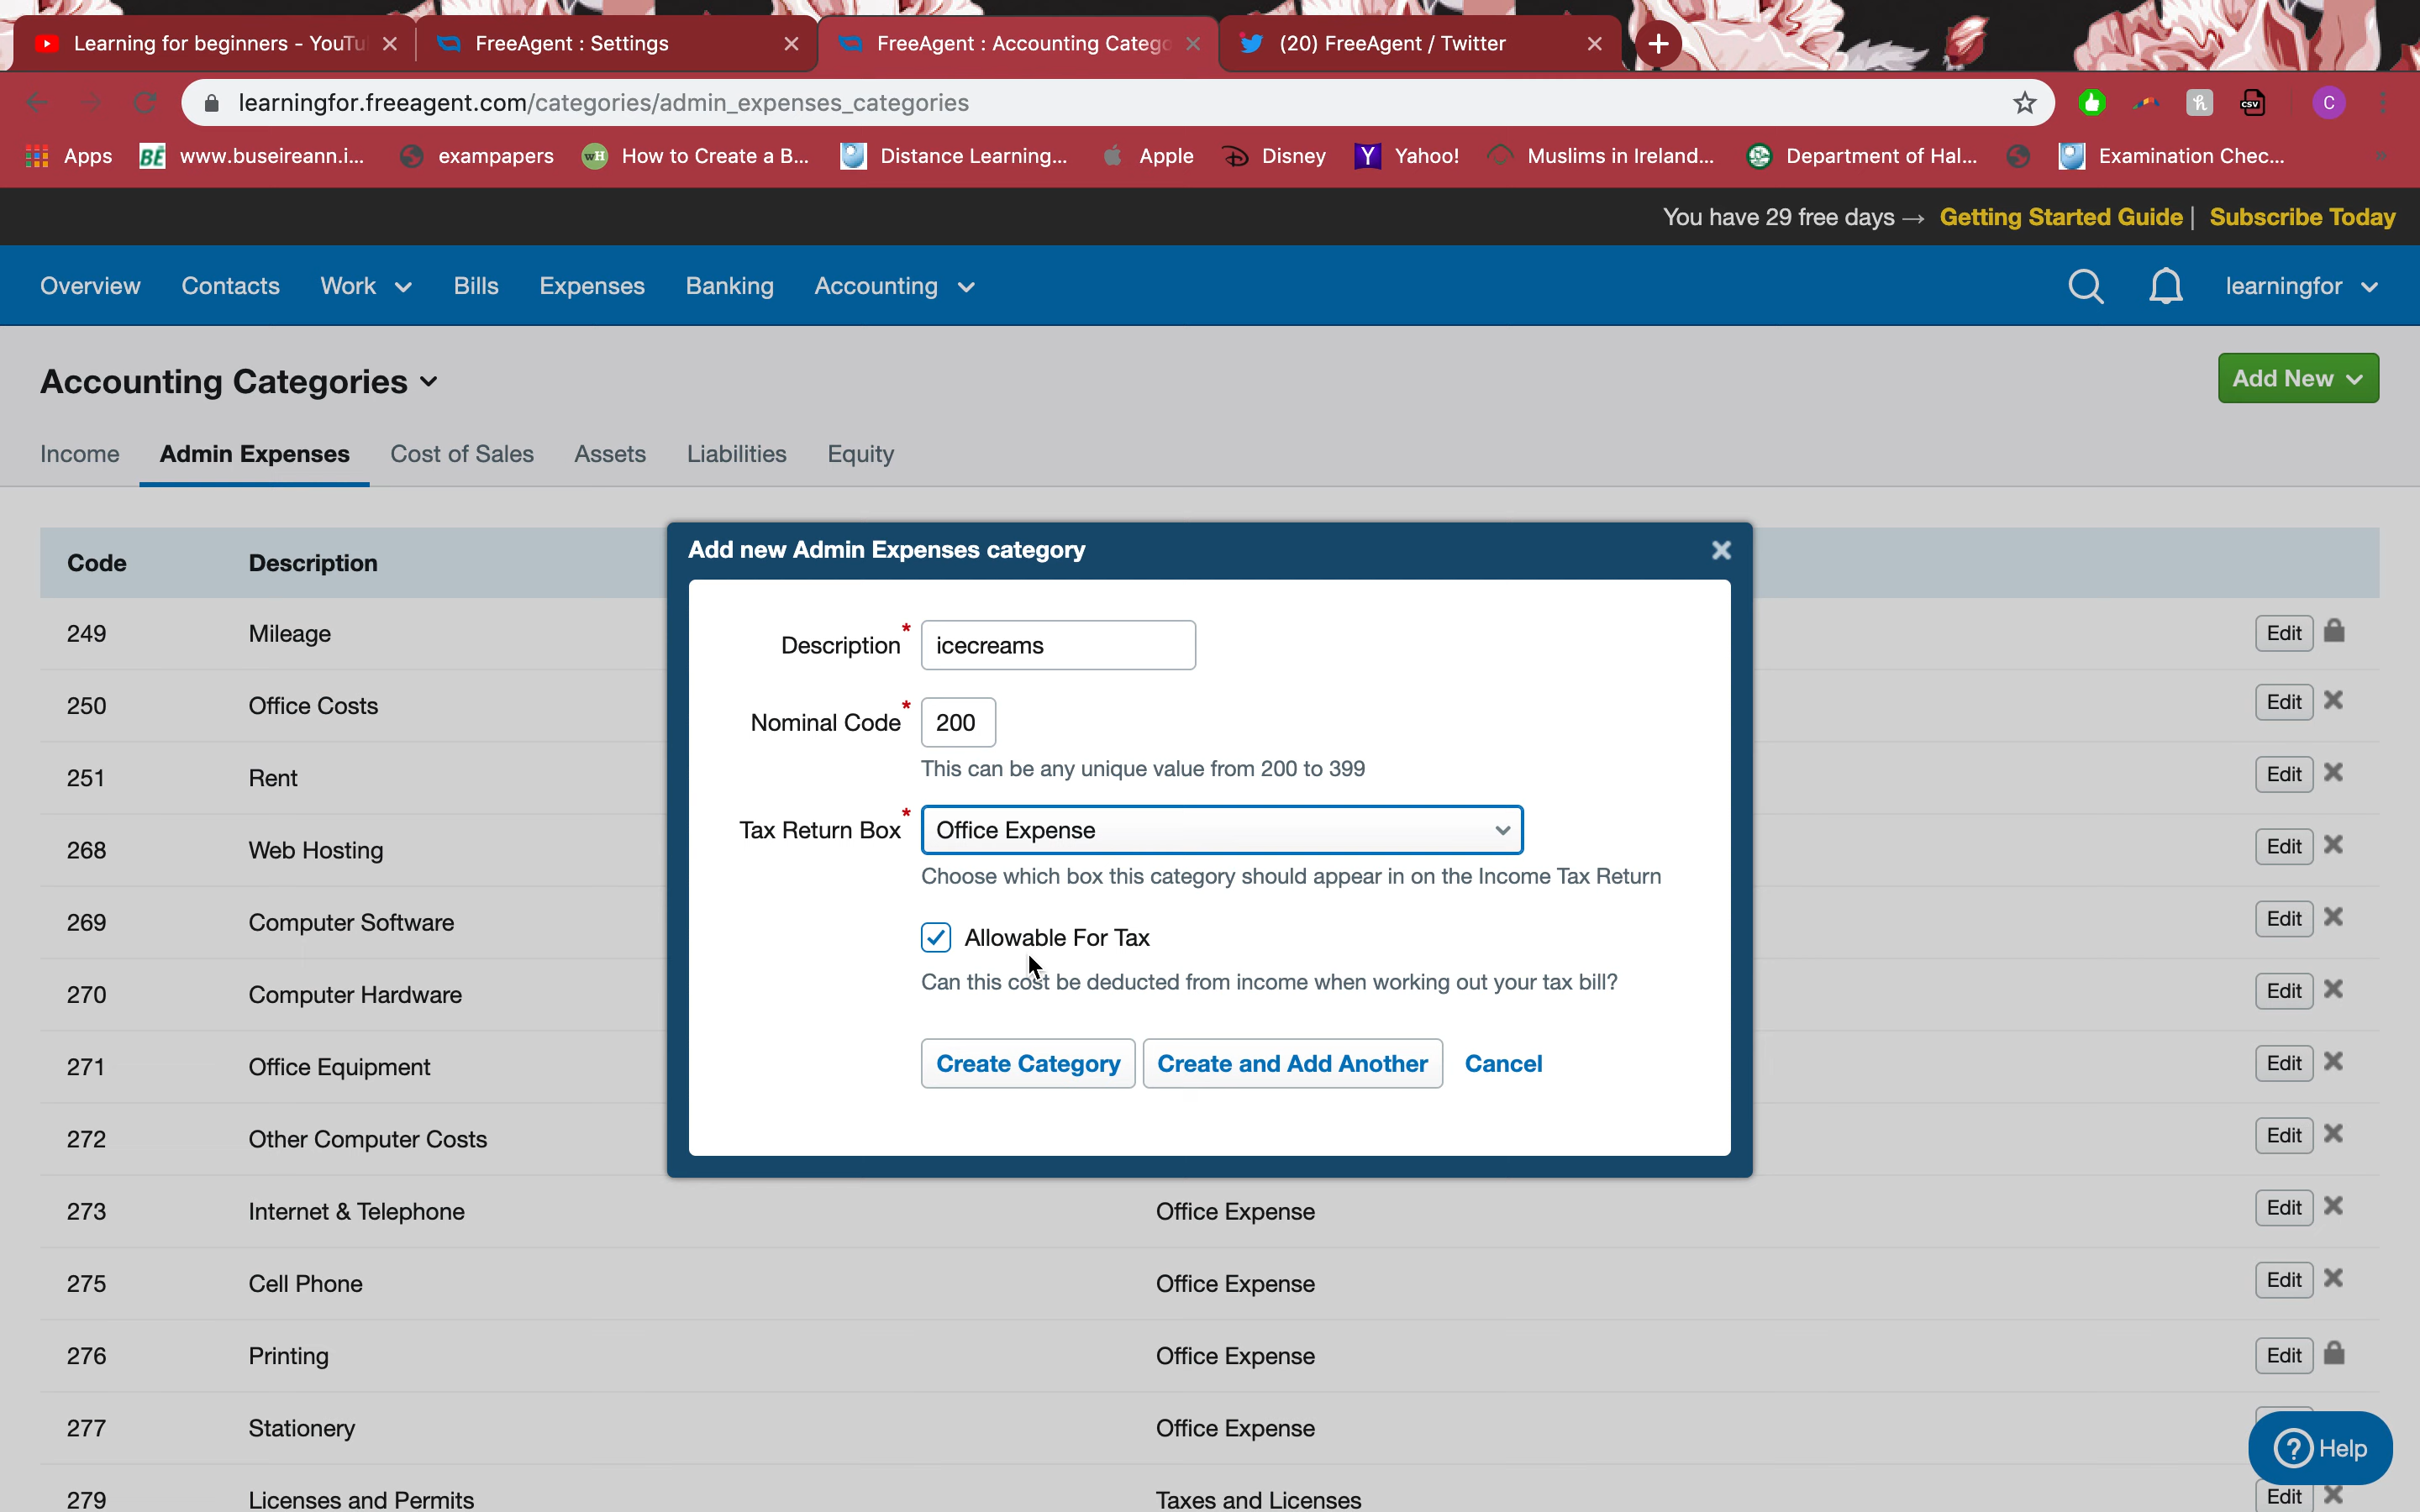 Learning for beginners - YouTu
FreeAgent : Settings
FreeAgent : Accounting Catego
(20) FreeAgent / Twitter
learningfor.freeagent.com/categories/admin_expenses_categories
CSV
C
Apps
BE
www.buseireann.i...
exampapers
wH
How to Create a B...
Distance Learning...
Apple
Disney
Y
Yahoo!
Muslims in Ireland...
Department of Hal...
Examination Chec...
You have 29 free days → Getting Started Guide | Subscribe Today
Overview Contacts Work Bills Expenses Banking Accounting
learningfor
Accounting Categories
Add New
Income Admin Expenses Cost of Sales Assets Liabilities Equity
Code Description
Add new Admin Expenses category
Description* icecreams
Nominal Code* 200
This can be any unique value from 200 to 399
Tax Return Box* Office Expense
Choose which box this category should appear in on the Income Tax Return
Allowable For Tax
Can this cost be deducted from income when working out your tax bill?
Create Category Create and Add Another Cancel
249 Mileage Edit
250 Office Costs Edit
251 Rent Edit
268 Web Hosting Edit
269 Computer Software Edit
270 Computer Hardware Edit
271 Office Equipment Edit
272 Other Computer Costs Edit
273 Internet & Telephone Office Expense Edit
275 Cell Phone Office Expense Edit
276 Printing Office Expense Edit
277 Stationery Office Expense
? Help
279 Licenses and Permits Taxes and Licenses Edit